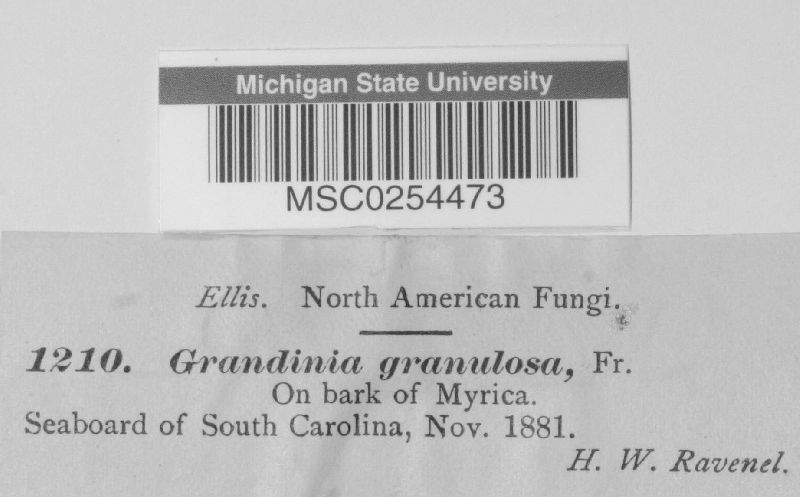 Michigan State University
MSC0254473
Ellis. North American Fungi.
1210. Grandinia granulosa, Fr.
On bark of Myrica.
Seaboard of South Carolina, Nov. 1881.
H. W. Ravenel.